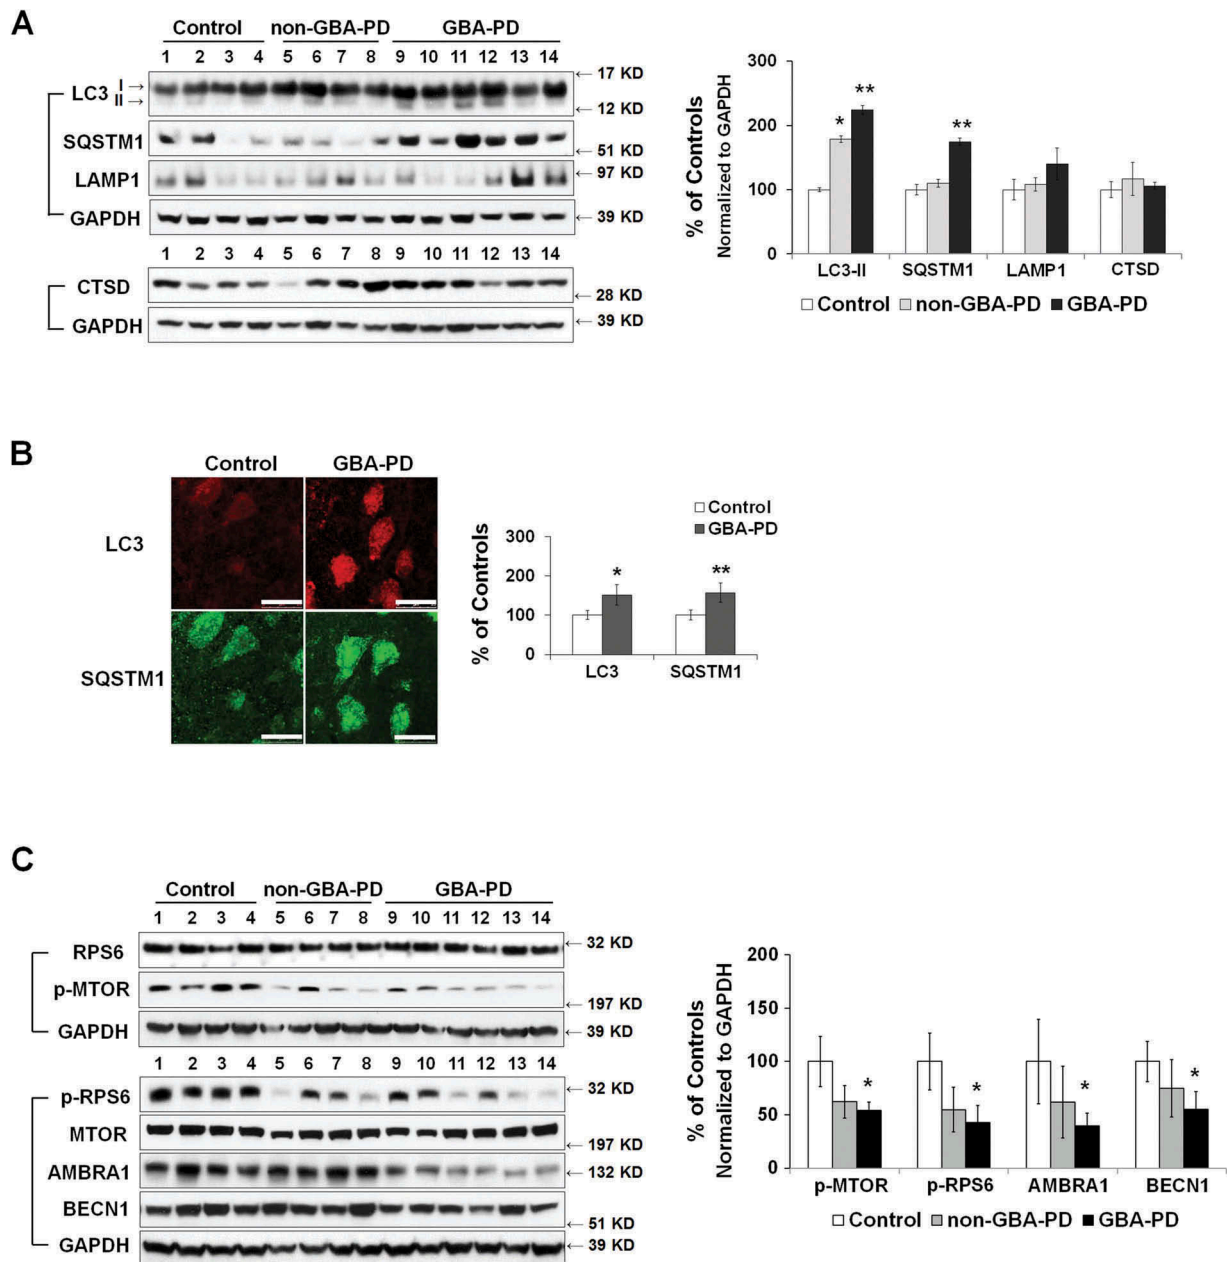 A
Control non-GBA-PD GBA-PD
1 2 3 4 5 6 7 8 9 10 11 12 13 14
LC3 I → II → ← 17 KD ← 12 KD
SQSTM1 ← 51 KD
LAMP1 ← 97 KD
GAPDH ← 39 KD
1 2 3 4 5 6 7 8 9 10 11 12 13 14
CTSD ← 28 KD
GAPDH ← 39 KD
% of Controls
Normalized to GAPDH
300
200
100
0
* ** **
LC3-II SQSTM1 LAMP1 CTSD
Control non-GBA-PD GBA-PD
B
Control GBA-PD
LC3
SQSTM1
Control
GBA-PD
% of Controls
300
200
100
0
* **
LC3 SQSTM1
C
Control non-GBA-PD GBA-PD
1 2 3 4 5 6 7 8 9 10 11 12 13 14
RPS6 ← 32 KD
p-MTOR ← 197 KD
GAPDH ← 39 KD
1 2 3 4 5 6 7 8 9 10 11 12 13 14
p-RPS6 ← 32 KD
MTOR ← 197 KD
AMBRA1 ← 132 KD
BECN1 ← 51 KD
GAPDH ← 39 KD
% of Controls
Normalized to GAPDH
200
150
100
50
0
* * * *
p-MTOR p-RPS6 AMBRA1 BECN1
Control non-GBA-PD GBA-PD